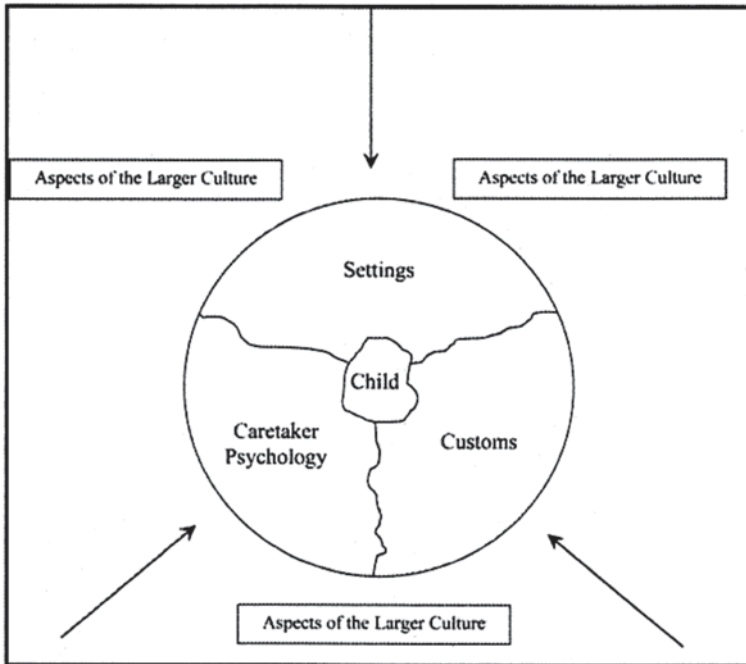 Aspects of the Larger Culture
Aspects of the Larger Culture
Settings
Child
Caretaker
Psychology
Customs
Aspects of the Larger Culture